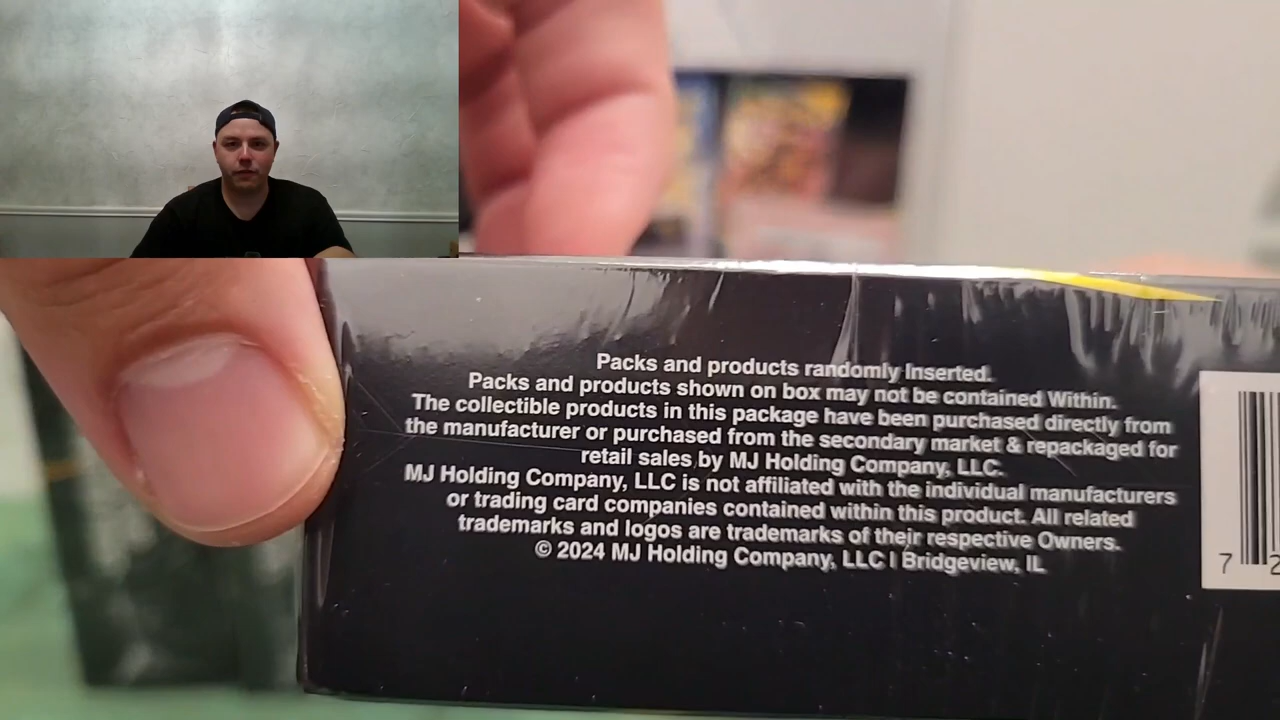 Packs and products randomly Inserted.
Packs and products shown on box may not be contained Within.
The collectible products in this package have been purchased directly from
the manufacturer or purchased from the secondary market & repackaged for
retail sales by MJ Holding Company, LLC.
MJ Holding Company, LLC is not affiliated with the individual manufacturers
or trading card companies contained within this product. All related
trademarks and logos are trademarks of their respective Owners.
© 2024 MJ Holding Company, LLC | Bridgeview, IL
7